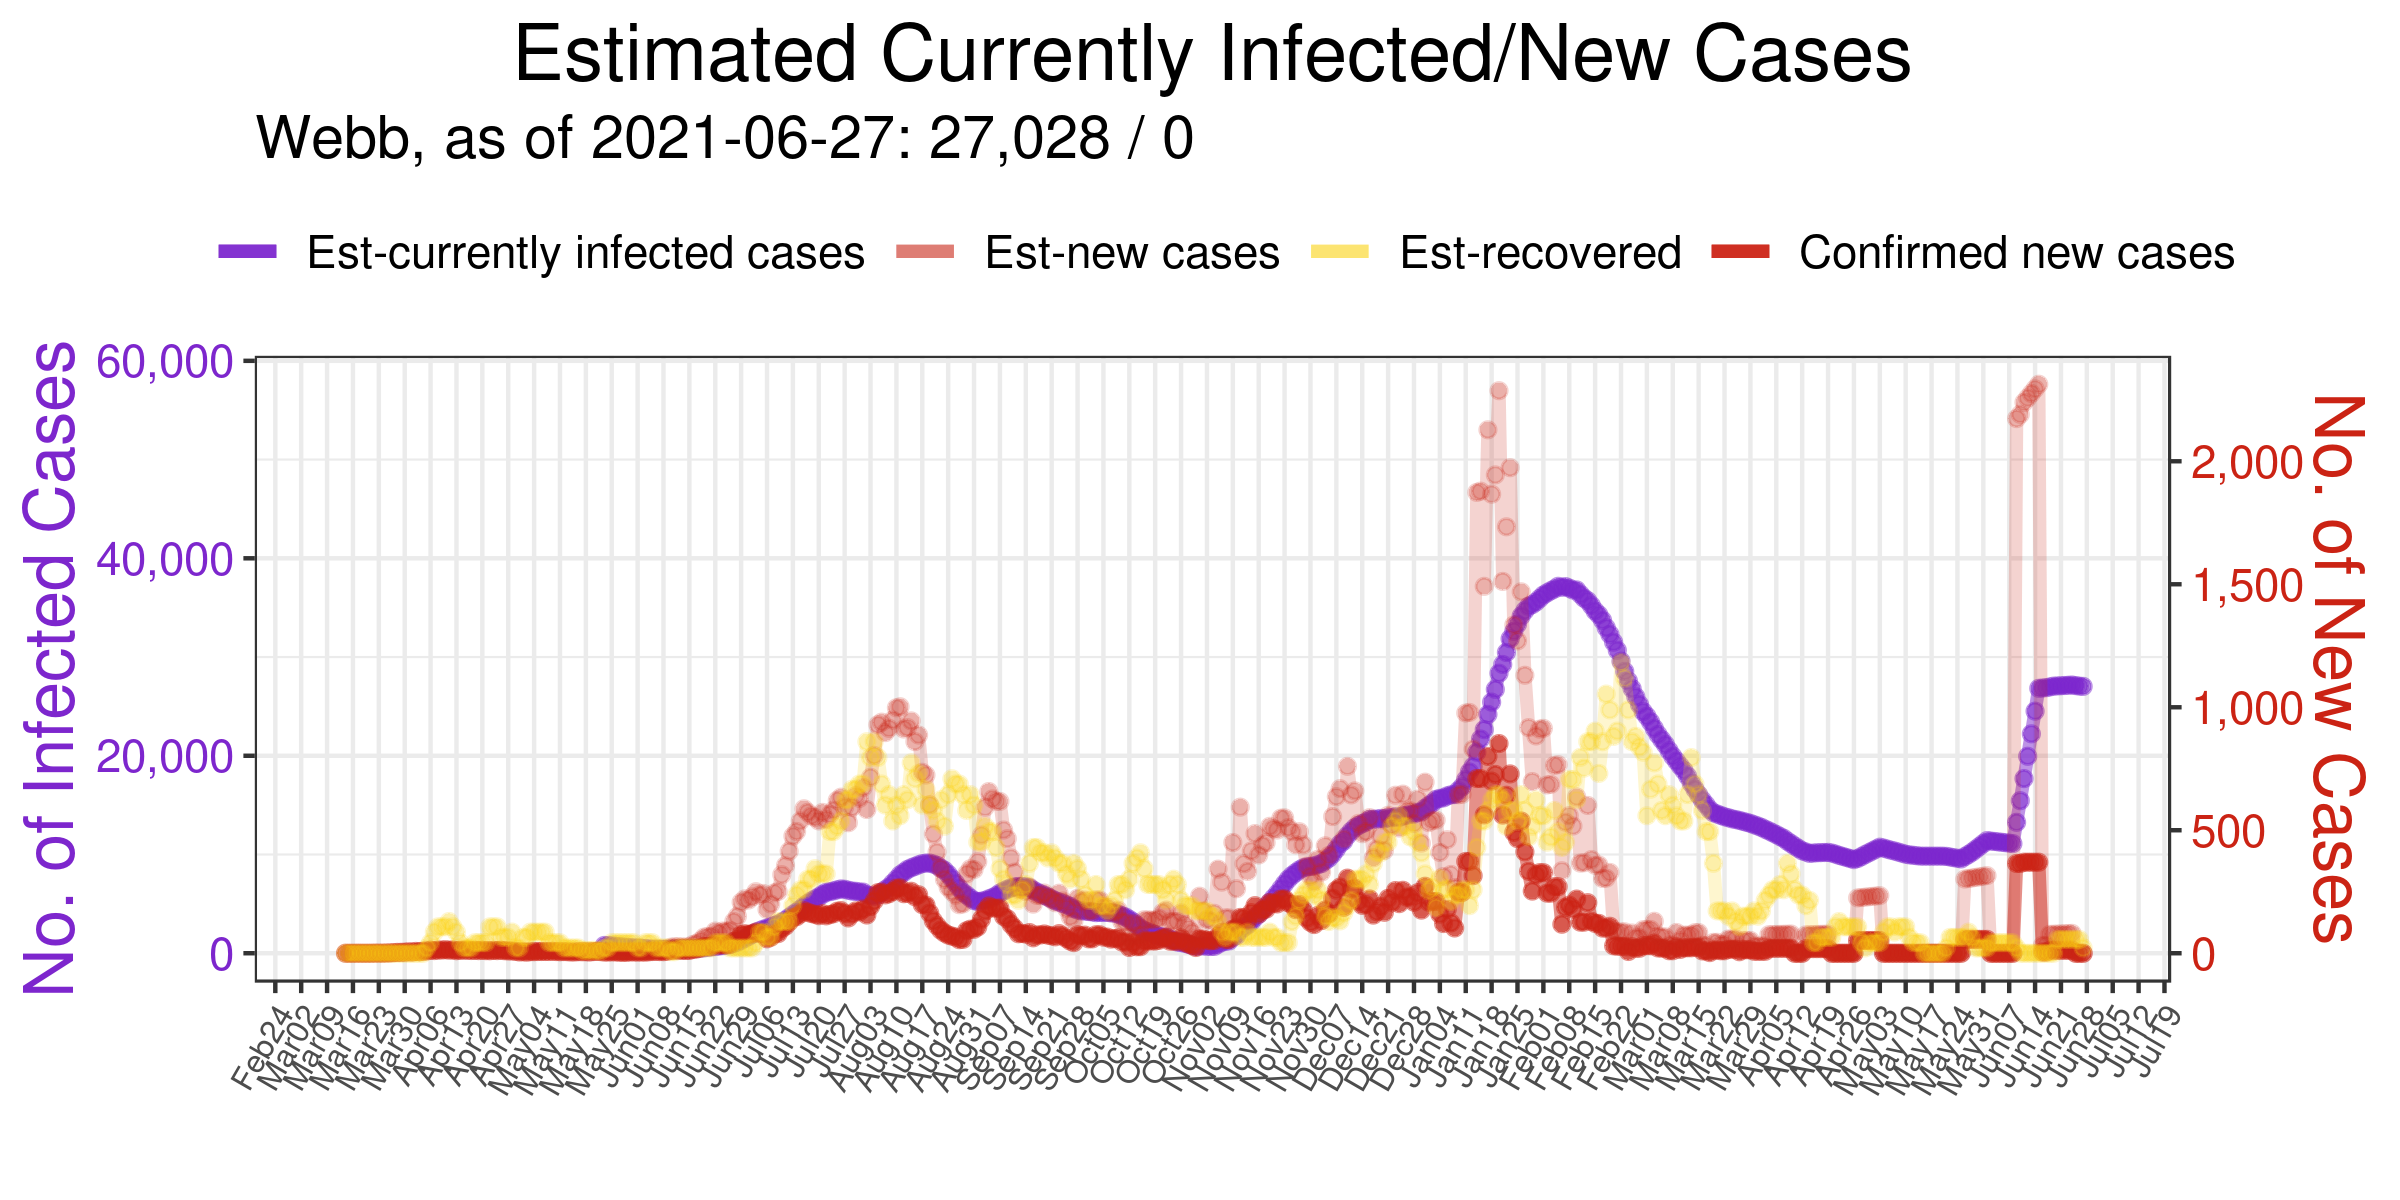 Estimated Currently Infected/New Cases
Webb, as of 2021-06-27: 27,028 / 0
Est-currently infected cases Est-new cases Est-recovered Confirmed new cases
No. of Infected Cases
60,000
40,000
20,000
0
No. of New Cases
2,000
1,500
1,000
500
0
Feb24
Mar02
Mar09
Mar16
Mar23
Mar30
Apr06
Apr13
Apr20
Apr27
May04
May11
May18
May25
Jun01
Jun08
Jun15
Jun22
Jun29
Jul06
Jul13
Jul20
Jul27
Aug03
Aug10
Aug17
Aug24
Aug31
Sep07
Sep14
Sep21
Sep28
Oct05
Oct12
Oct19
Oct26
Nov02
Nov09
Nov16
Nov23
Nov30
Dec07
Dec14
Dec21
Dec28
Jan04
Jan11
Jan18
Jan25
Feb01
Feb08
Feb15
Feb22
Mar01
Mar08
Mar15
Mar22
Mar29
Apr12
Apr19
Apr26
May03
May10
May17
May24
May31
Jun07
Jun14
Jun21
Jun28
Jul05
Jul12
Jul19